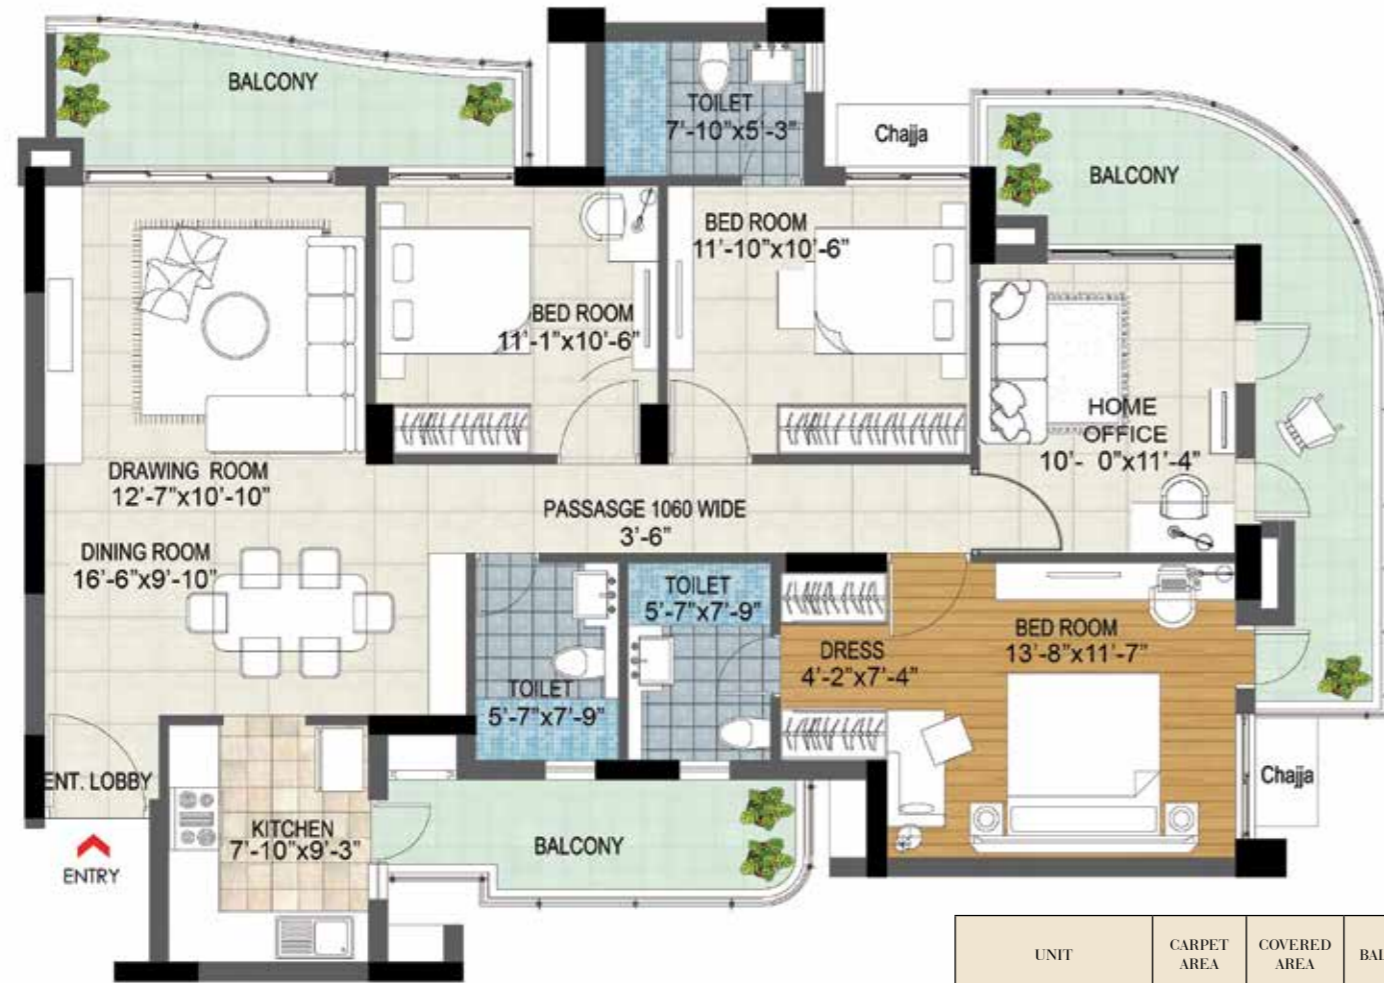 BALCONY
TOILET
7'-10"x5'-3"
Chajja
BALCONY
BED ROOM
11'-10"x10'-6"
BED ROOM
11'-1"x10'-6"
HOME
OFFICE
10'- 0"x11'-4"
DRAWING ROOM
12'-7"x10'-10"
PASSASGE 1060 WIDE
3'-6"
DINING ROOM
16'-6"x9'-10"
TOILET
5'-7"x7'-9"
BED ROOM
13'-8"x11'-7"
DRESS
4'-2"x7'-4"
TOILET
5'-7"x7'-9"
ENT. LOBBY
Chajja
KITCHEN
7'-10"x9'-3"
BALCONY
ENTRY
UNIT
CARPET
AREA
COVERED
AREA